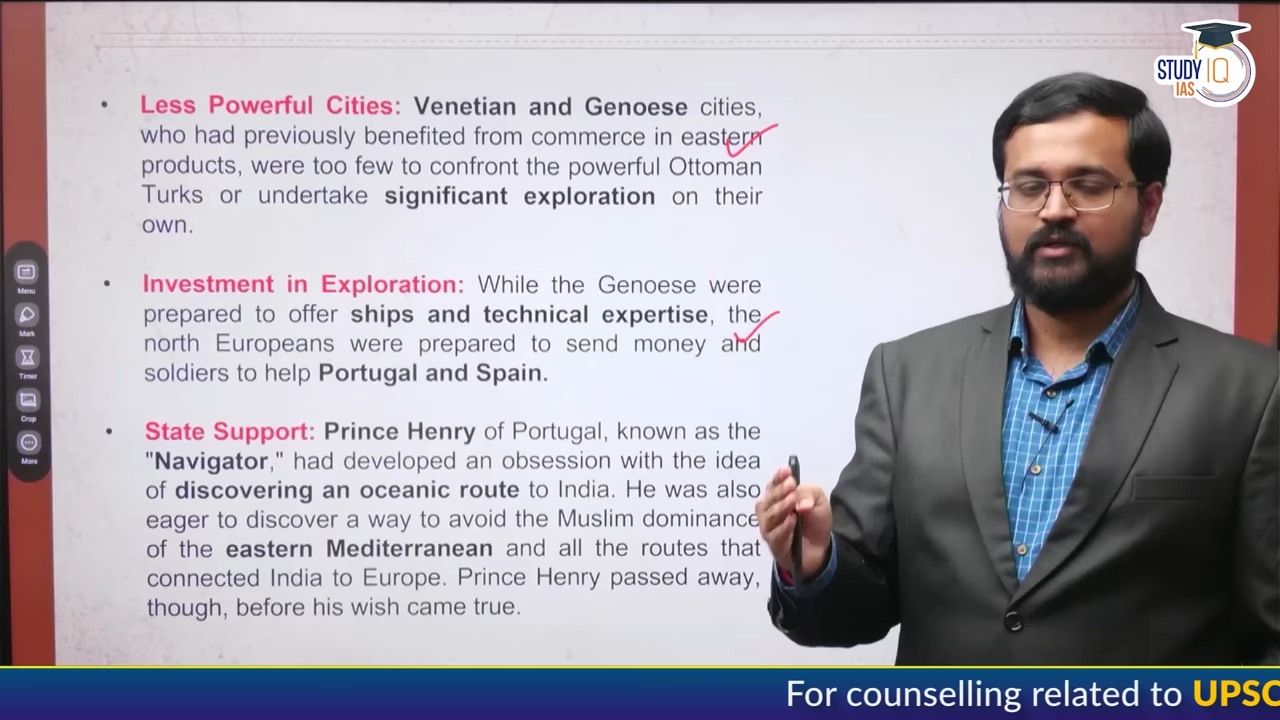 STUDY IQ
IAS
• Less Powerful Cities: Venetian and Genoese cities,
who had previously benefited from commerce in eastern
products, were too few to confront the powerful Ottoman
Turks or undertake significant exploration on their
own.
• Investment in Exploration: While the Genoese were
prepared to offer ships and technical expertise, the
north Europeans were prepared to send money and
soldiers to help Portugal and Spain.
• State Support: Prince Henry of Portugal, known as the
"Navigator," had developed an obsession with the idea
of discovering an oceanic route to India. He was also
eager to discover a way to avoid the Muslim dominance
of the eastern Mediterranean and all the routes that
connected India to Europe. Prince Henry passed away,
though, before his wish came true.
Menu
Mark
Timer
Crop
More
For counselling related to UPSC